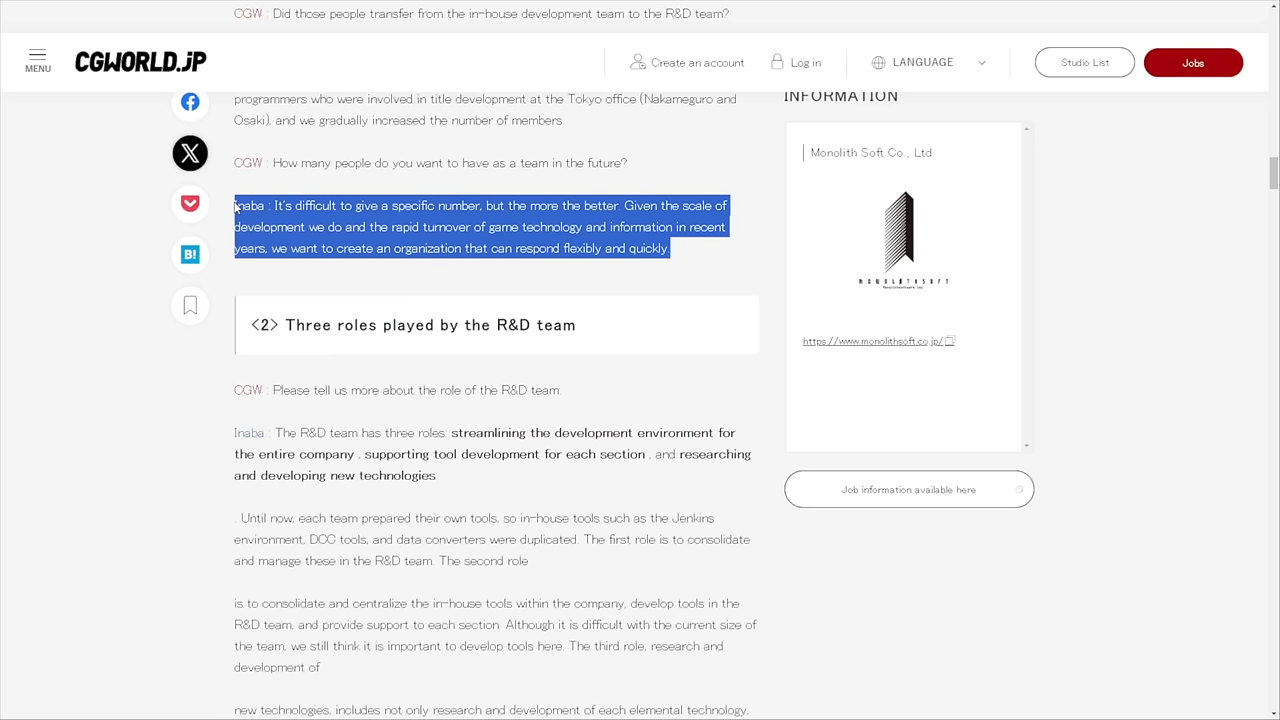 CGW : Did those people transfer from the in-house development team to the R&D team?
MENU
CGWORLD.JP
Create an account
Log in
LANGUAGE
Studio List
Jobs
programmers who were involved in title development at the Tokyo office (Nakameguro and
Osaki), and we gradually increased the number of members.
CGW : How many people do you want to have as a team in the future?
Inaba : It's difficult to give a specific number, but the more the better. Given the scale of
development we do and the rapid turnover of game technology and information in recent
years, we want to create an organization that can respond flexibly and quickly.
B!
<2> Three roles played by the R&D team
CGW : Please tell us more about the role of the R&D team.
Inaba : The R&D team has three roles: streamlining the development environment for
the entire company , supporting tool development for each section , and researching
and developing new technologies
. Until now, each team prepared their own tools, so in-house tools such as the Jenkins
environment, DCC tools, and data converters were duplicated. The first role is to consolidate
and manage these in the R&D team. The second role
is to consolidate and centralize the in-house tools within the company, develop tools in the
R&D team, and provide support to each section. Although it is difficult with the current size of
the team, we still think it is important to develop tools here. The third role, research and
development of
new technologies, includes not only research and development of each elemental technology,
INFORMATION
Monolith Soft Co., Ltd.
MONOLITHSOFT
https://www.monolithsoft.co.jp/
Job information available here